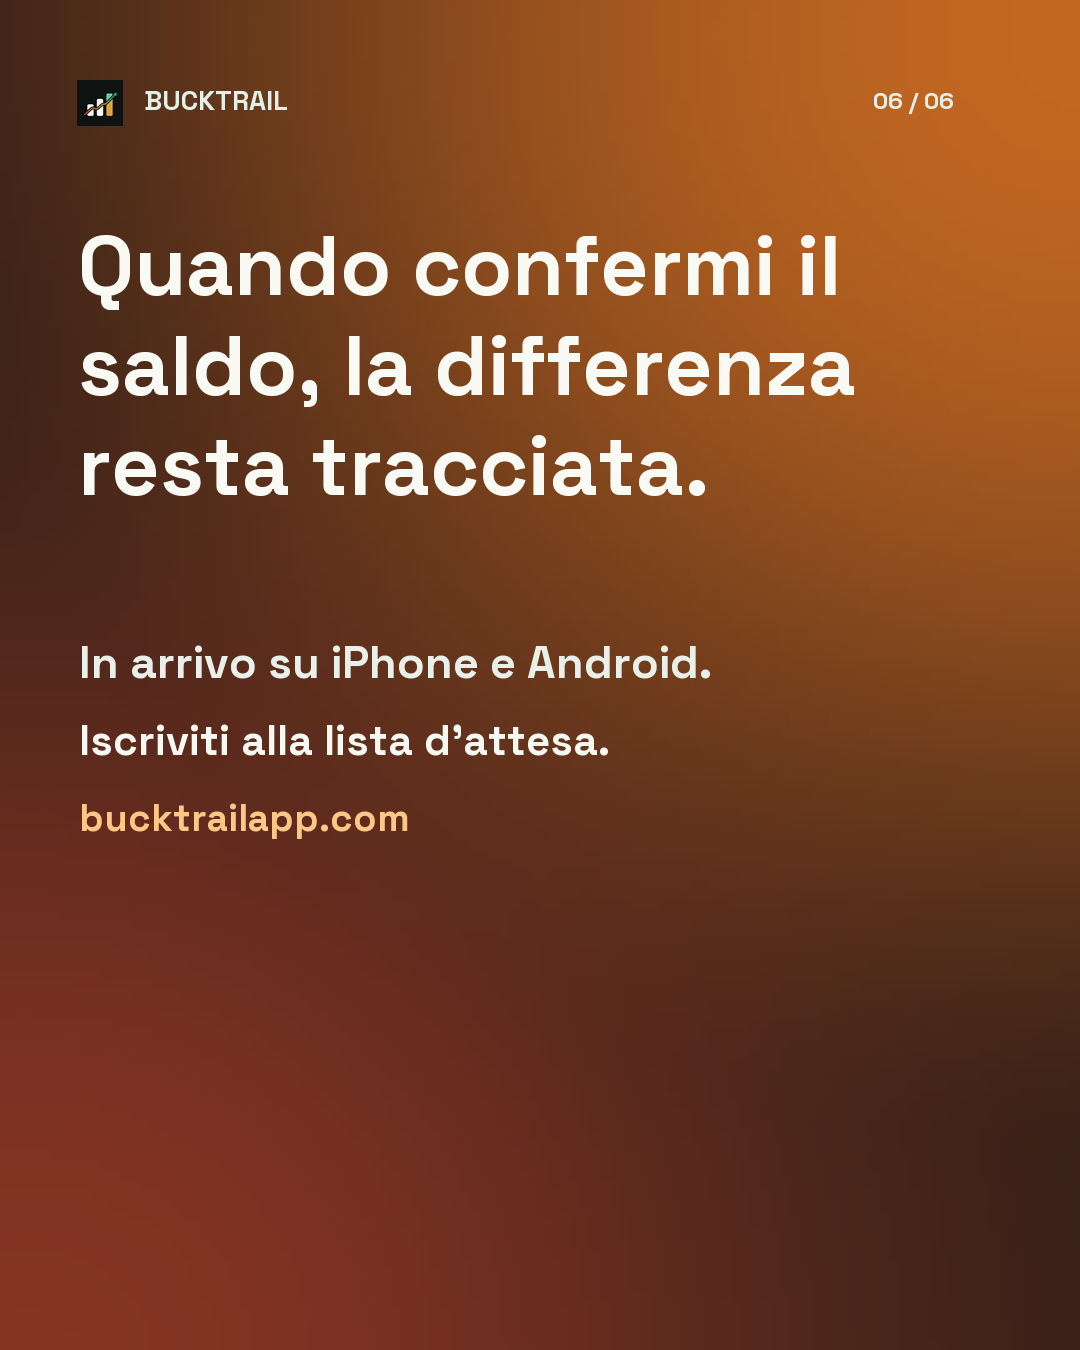 BUCKTRAIL
06 / 06
Quando confermi il
saldo, la differenza
resta tracciata.
In arrivo su iPhone e Android.
Iscriviti alla lista d’attesa.
bucktrailapp.com